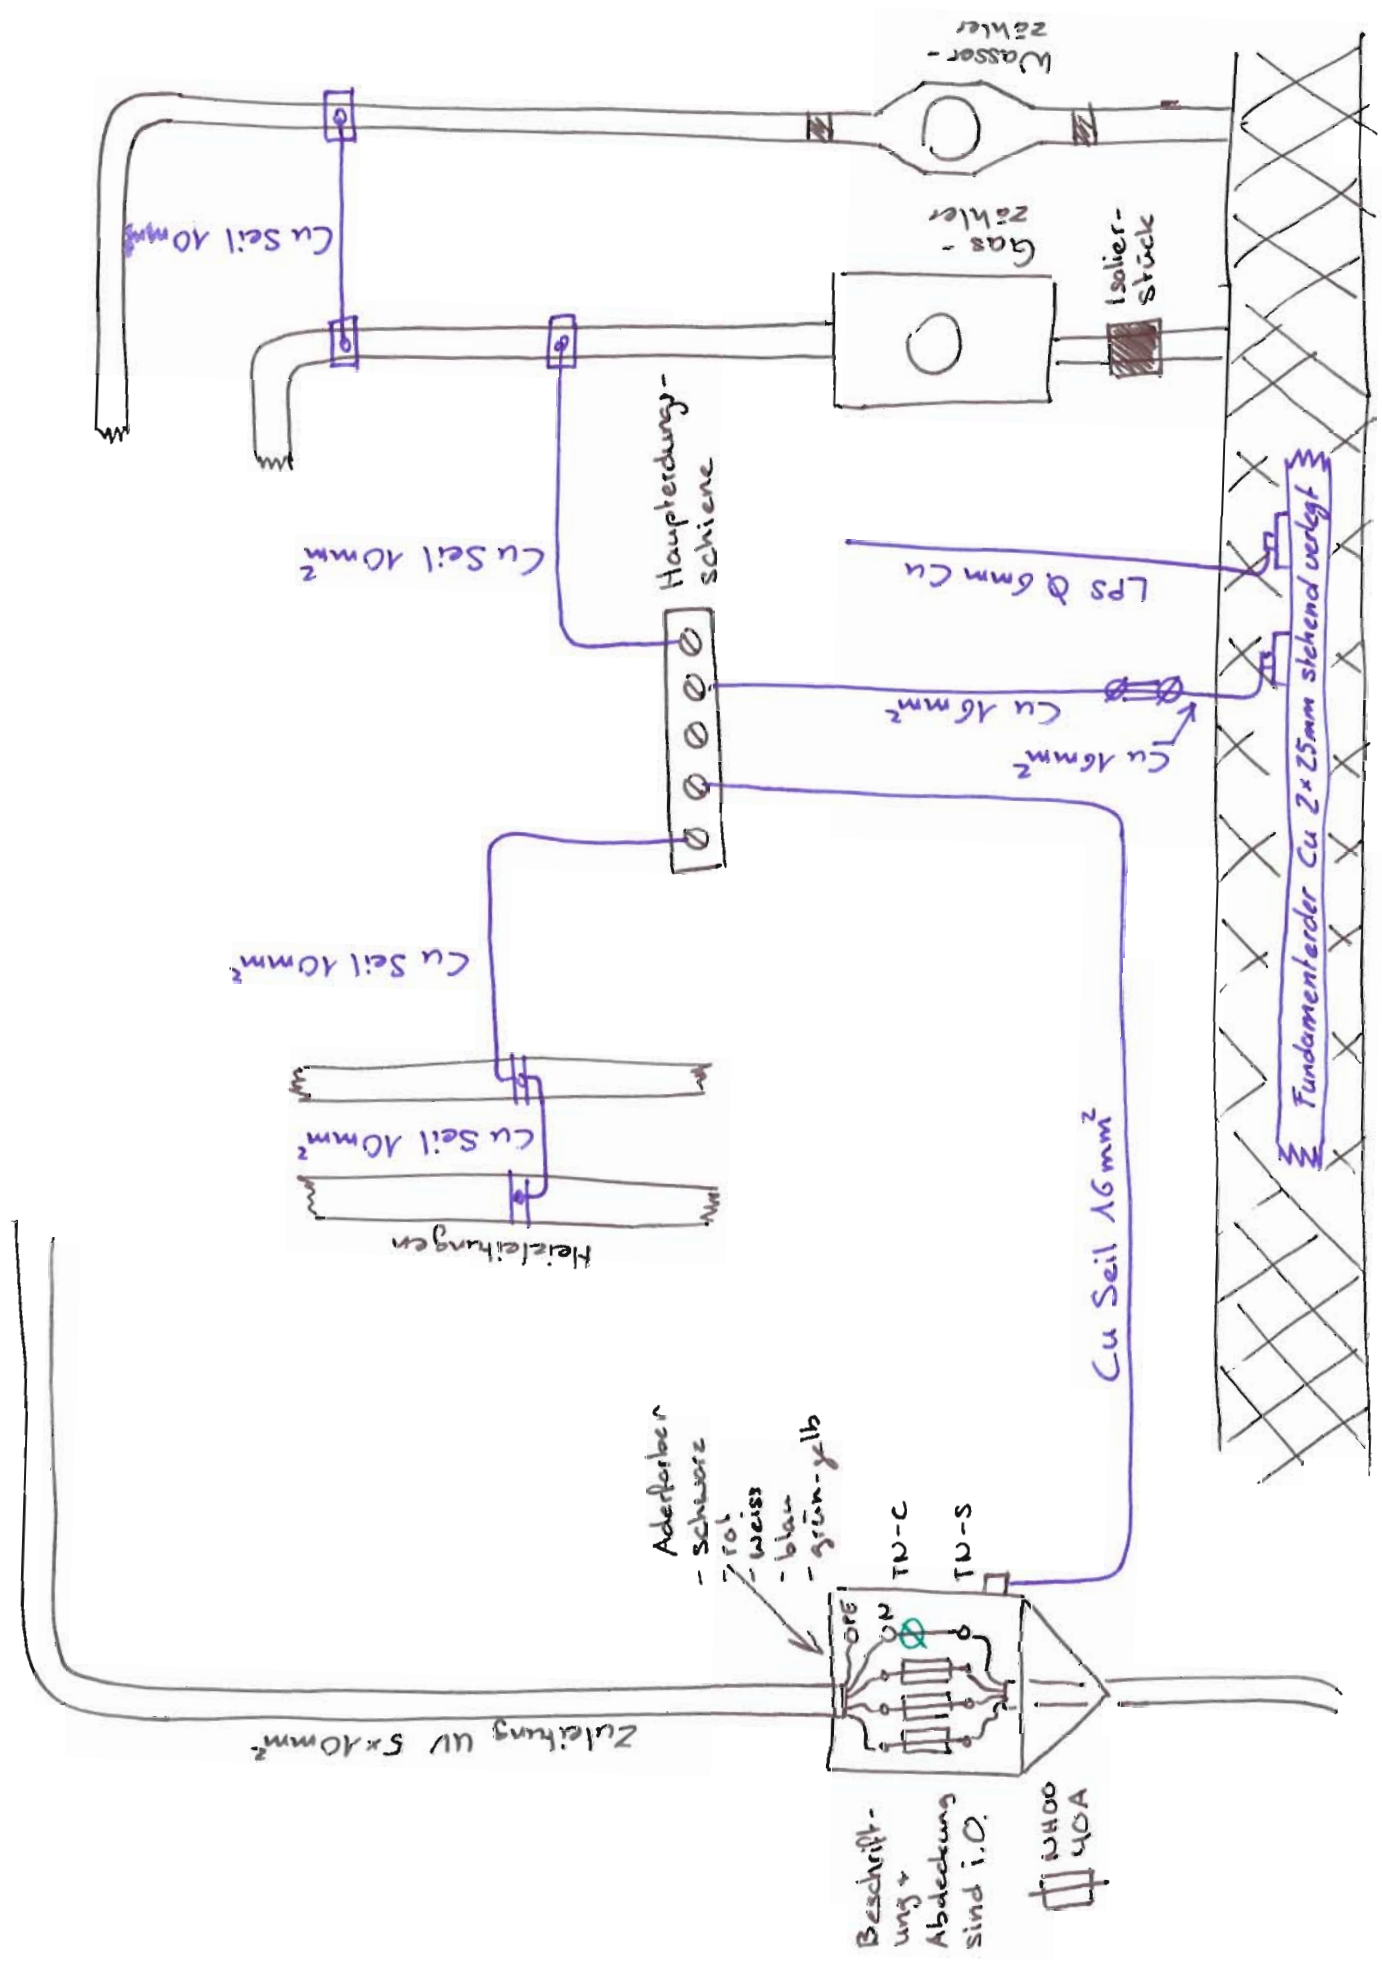 Wasser-
zähler
Gas-
zähler
Isolier-
stück
Cu Seil 10mm²
Haupterdungs-
schiene
Cu Seil 10mm²
LPS Ø 6mm Cu
Cu 16mm²
Cu 16mm²
Fundamenterder Cu 2×25mm stehend verlegt
Cu Seil 10mm²
Cu Seil 10mm²
Heizleitungen
Cu Seil 16mm²
Aderfarben
- schwarz
- rot
- weiss
- blau
- grün-gelb
TN-C
TN-S
PE
N
Zuleitung UV 5×10mm²
Beschrift-
ung +
Abdeckung
sind i.O.
NH00
40A